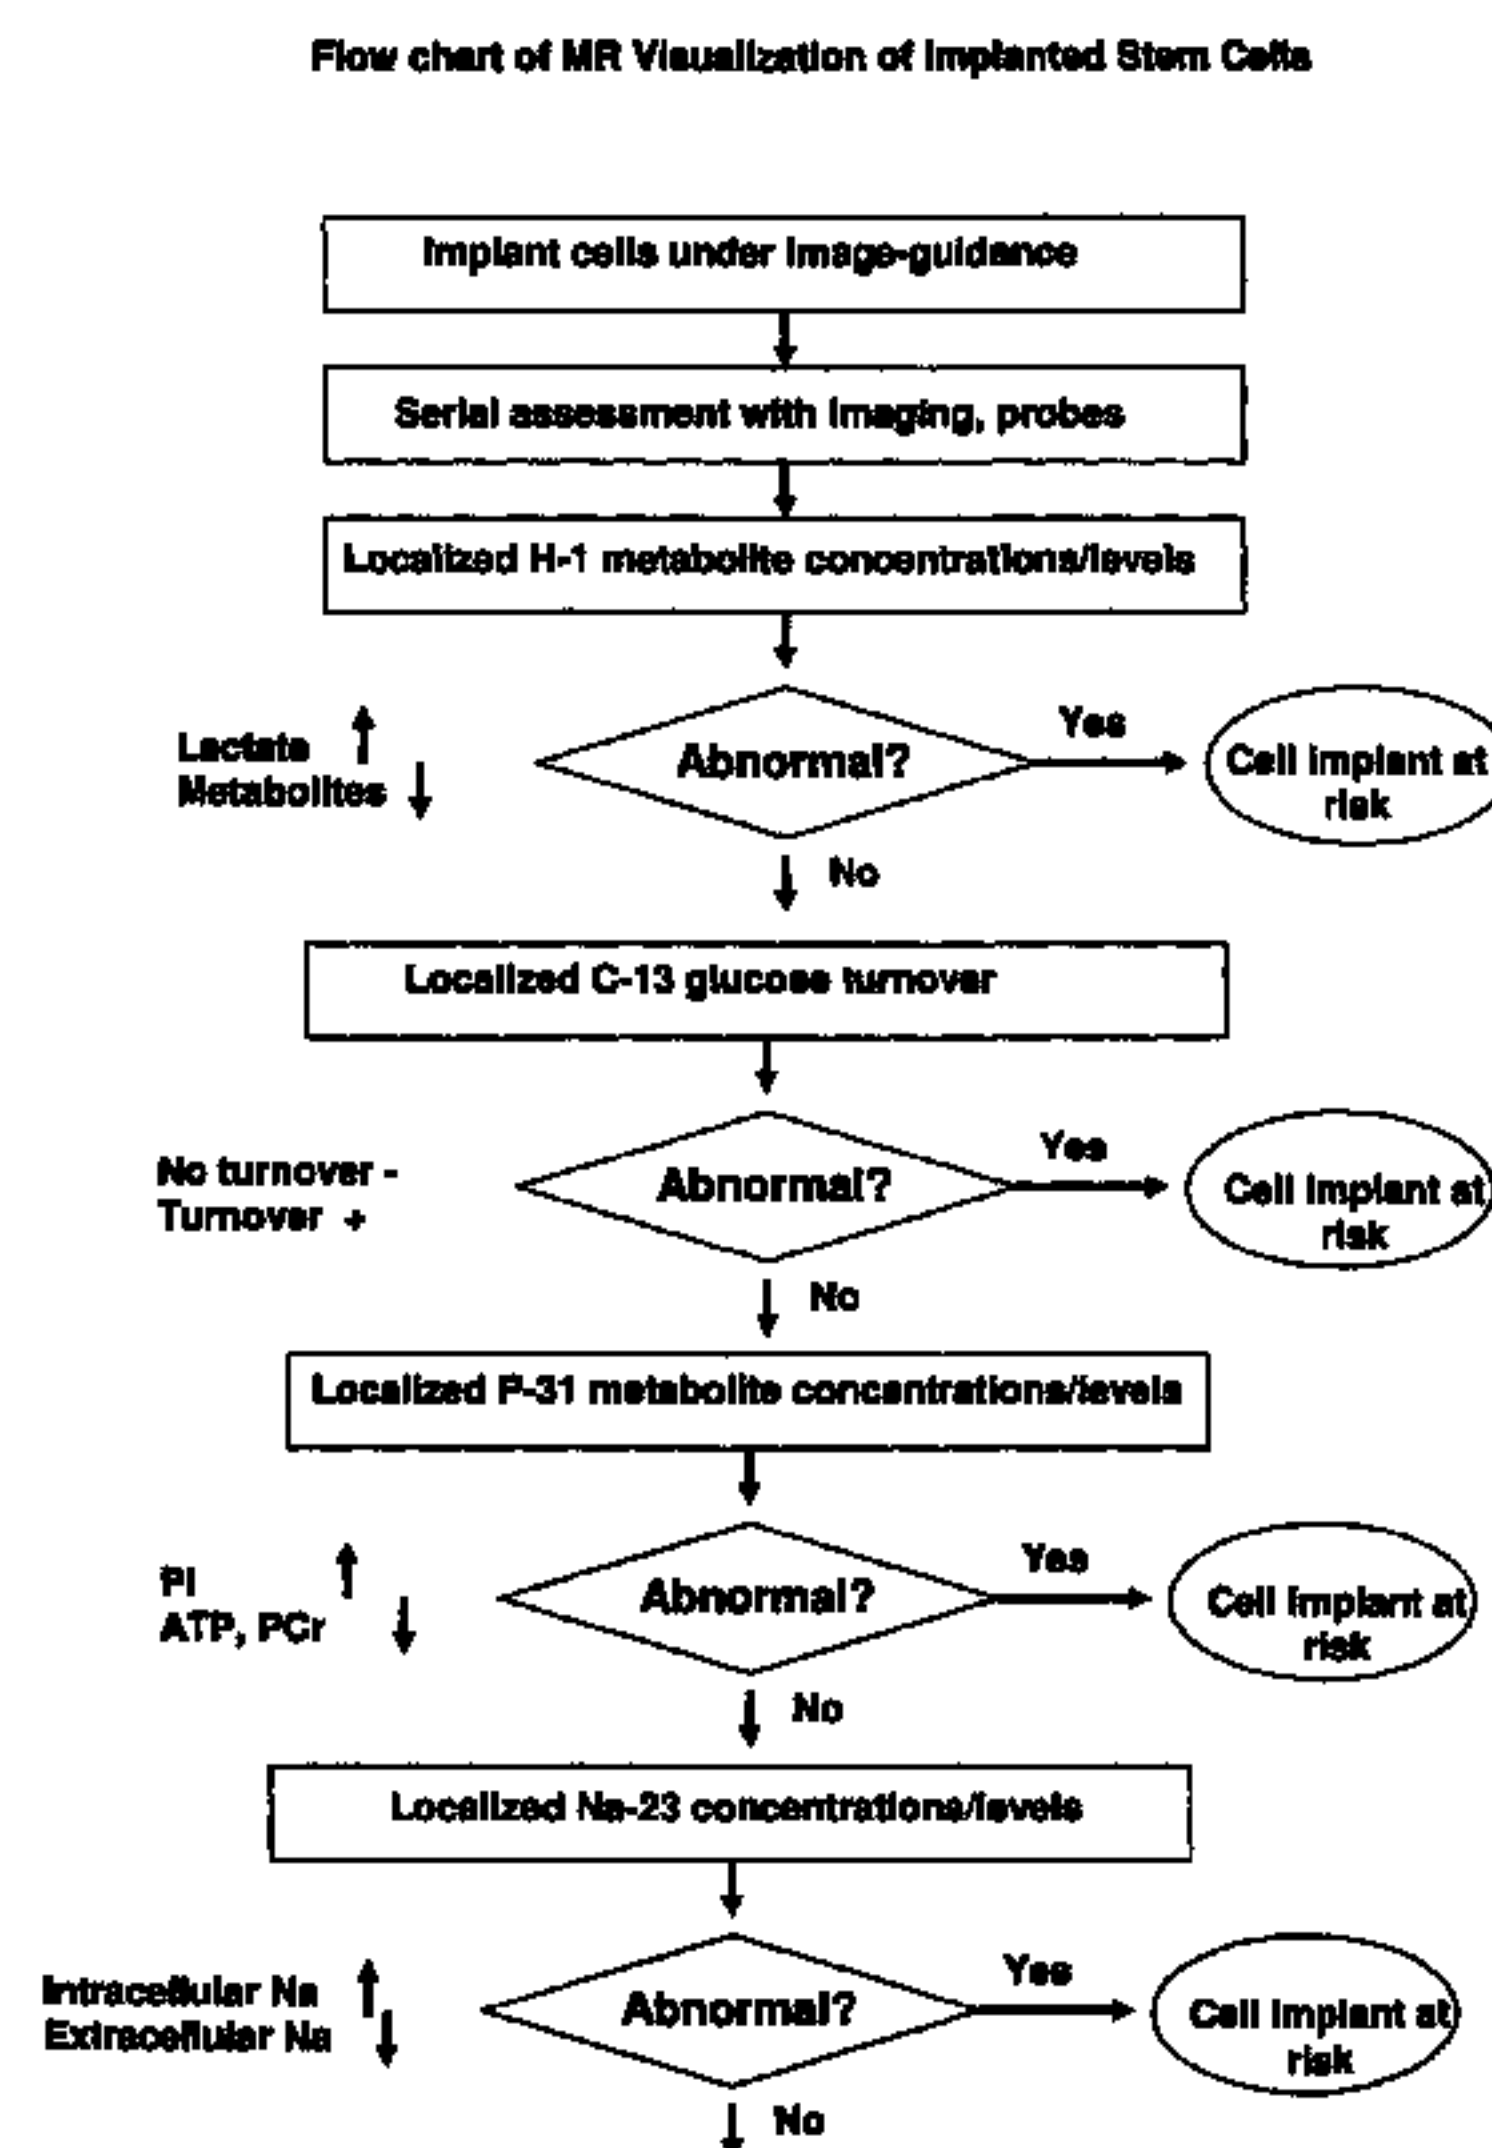 Flow chart of MR Visualization of Implanted Stem Cells
Implant cells under image-guidance
Serial assessment with imaging, probes
Localized H-1 metabolite concentrations/levels
Lactate ↑
Metabolites ↓
Abnormal?
Yes
Cell implant at
risk
No
Localized C-13 glucose turnover
No turnover -
Turnover +
Abnormal?
Yes
Cell implant at
risk
No
Localized P-31 metabolite concentrations/levels
Pi ↑
ATP, PCr ↓
Abnormal?
Yes
Cell implant at
risk
No
Localized Na-23 concentrations/levels
Intracellular Na ↑
Extracellular Na ↓
Abnormal?
Yes
Cell implant at
risk
No